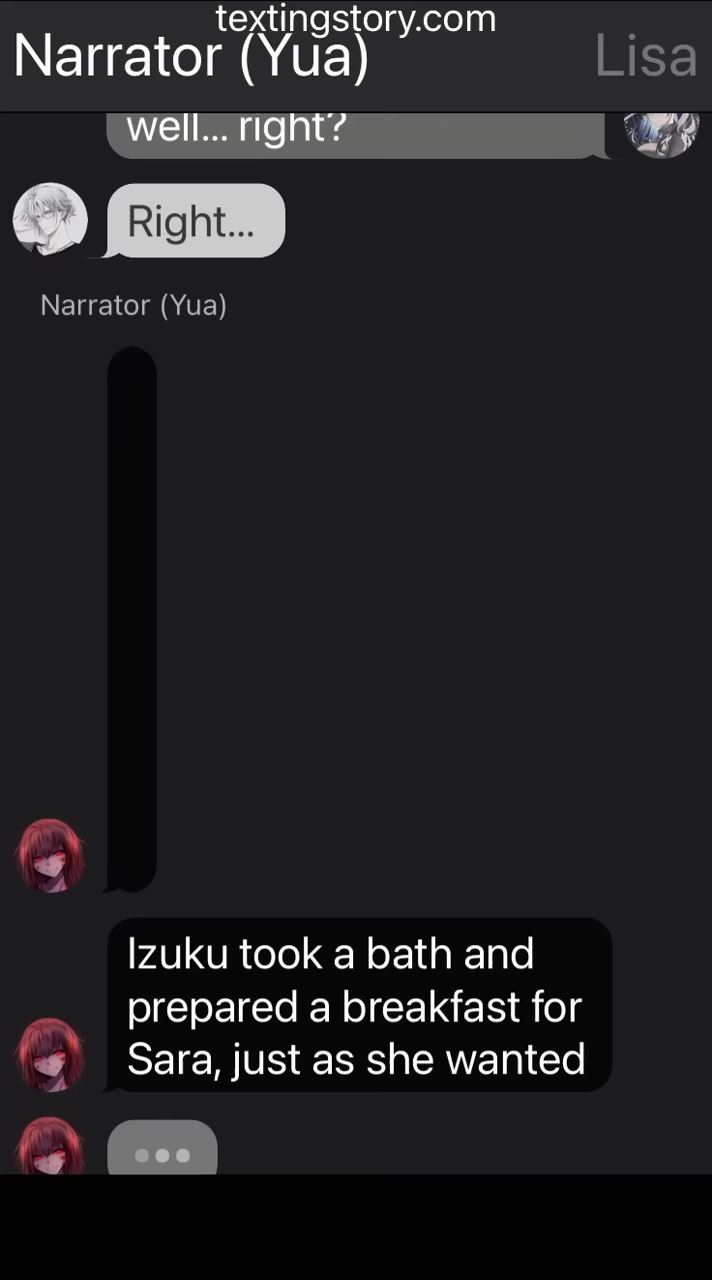 textingstory.com
Narrator (Yua)
Lisa
well... right?
Right...
Narrator (Yua)
Izuku took a bath and
prepared a breakfast for
Sara, just as she wanted